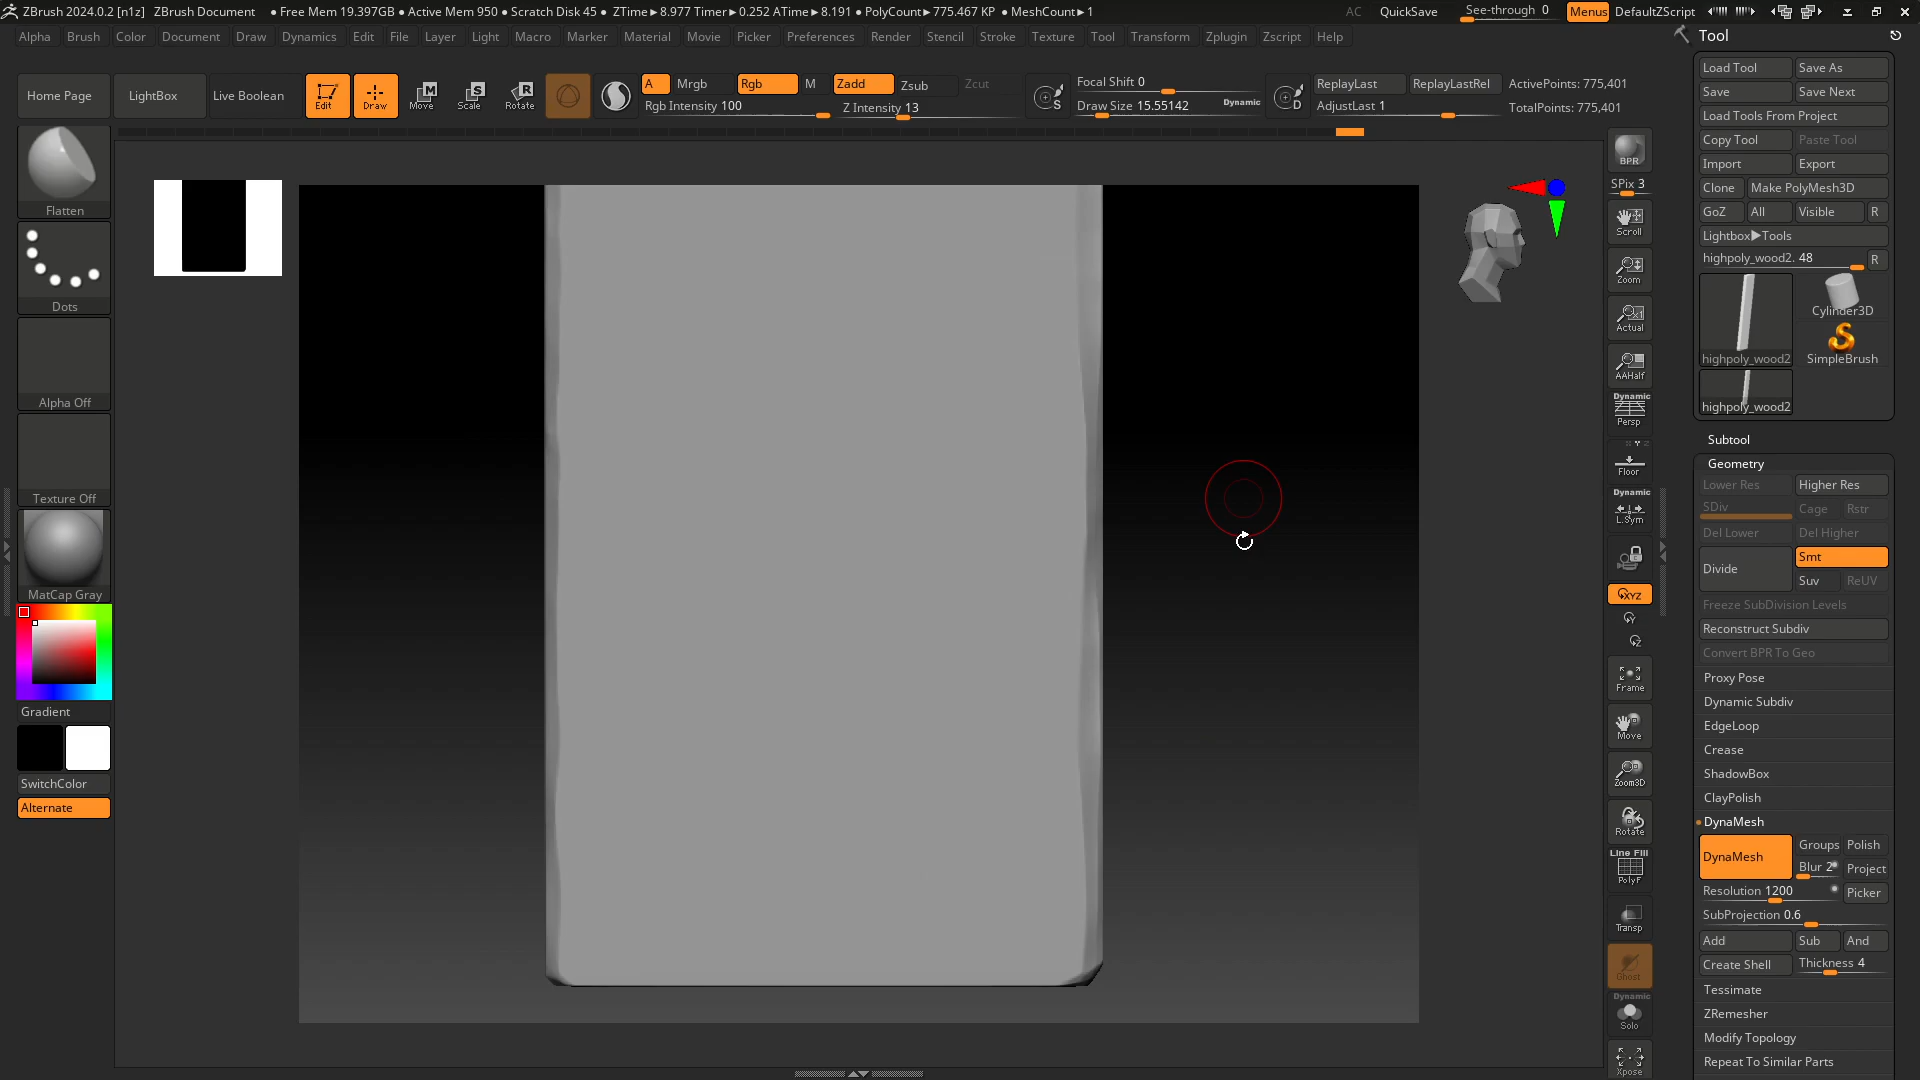 ZBrush 2024.0.2 [n1z] ZBrush Document ● Free Mem 19.397GB ● Active Mem 950 ● Scratch Disk 45 ● ZTime►8.977 Timer►0.252 ATime►8.191 ● PolyCount►775.467 KP ● MeshCount►1 AC QuickSave See-through 0 Menus DefaultZScript
Alpha Brush Color Document Draw Dynamics Edit File Layer Light Macro Marker Material Movie Picker Preferences Render Stencil Stroke Texture Tool Transform Zplugin Zscript Help
Home Page LightBox Live Boolean Edit Draw Move Scale Rotate
A Mrgb Rgb M Zadd Zsub Zcut
Rgb Intensity 100 Z Intensity 13
Focal Shift 0
Draw Size 15.55142 Dynamic
ReplayLast ReplayLastRel ActivePoints: 775,401
AdjustLast 1 TotalPoints: 775,401
Flatten
Dots
Alpha Off
Texture Off
MatCap Gray
Gradient
SwitchColor
Alternate
BPR
SPix 3
Scroll
Zoom
Actual
AAHalf
Dynamic
Persp
Floor
Dynamic
L.Sym
XYZ
Y
Z
Frame
Move
Zoom3D
Rotate
Line Fill
PolyF
Transp
Ghost
Dynamic
Solo
Xpose
Tool
Load Tool Save As
Save Save Next
Load Tools From Project
Copy Tool Paste Tool
Import Export
Clone Make PolyMesh3D
GoZ All Visible R
Lightbox►Tools
highpoly_wood2. 48 R
Cylinder3D
highpoly_wood2 SimpleBrush
highpoly_wood2
Subtool
Geometry
Lower Res Higher Res
SDiv Cage Rstr
Del Lower Del Higher
Divide Smt
Suv ReUV
Freeze SubDivision Levels
Reconstruct Subdiv
Convert BPR To Geo
Proxy Pose
Dynamic Subdiv
EdgeLoop
Crease
ShadowBox
ClayPolish
DynaMesh
DynaMesh Groups Polish
Blur 2 Project
Resolution 1200 Picker
SubProjection 0.6
Add Sub And
Create Shell Thickness 4
Tessimate
ZRemesher
Modify Topology
Repeat To Similar Parts